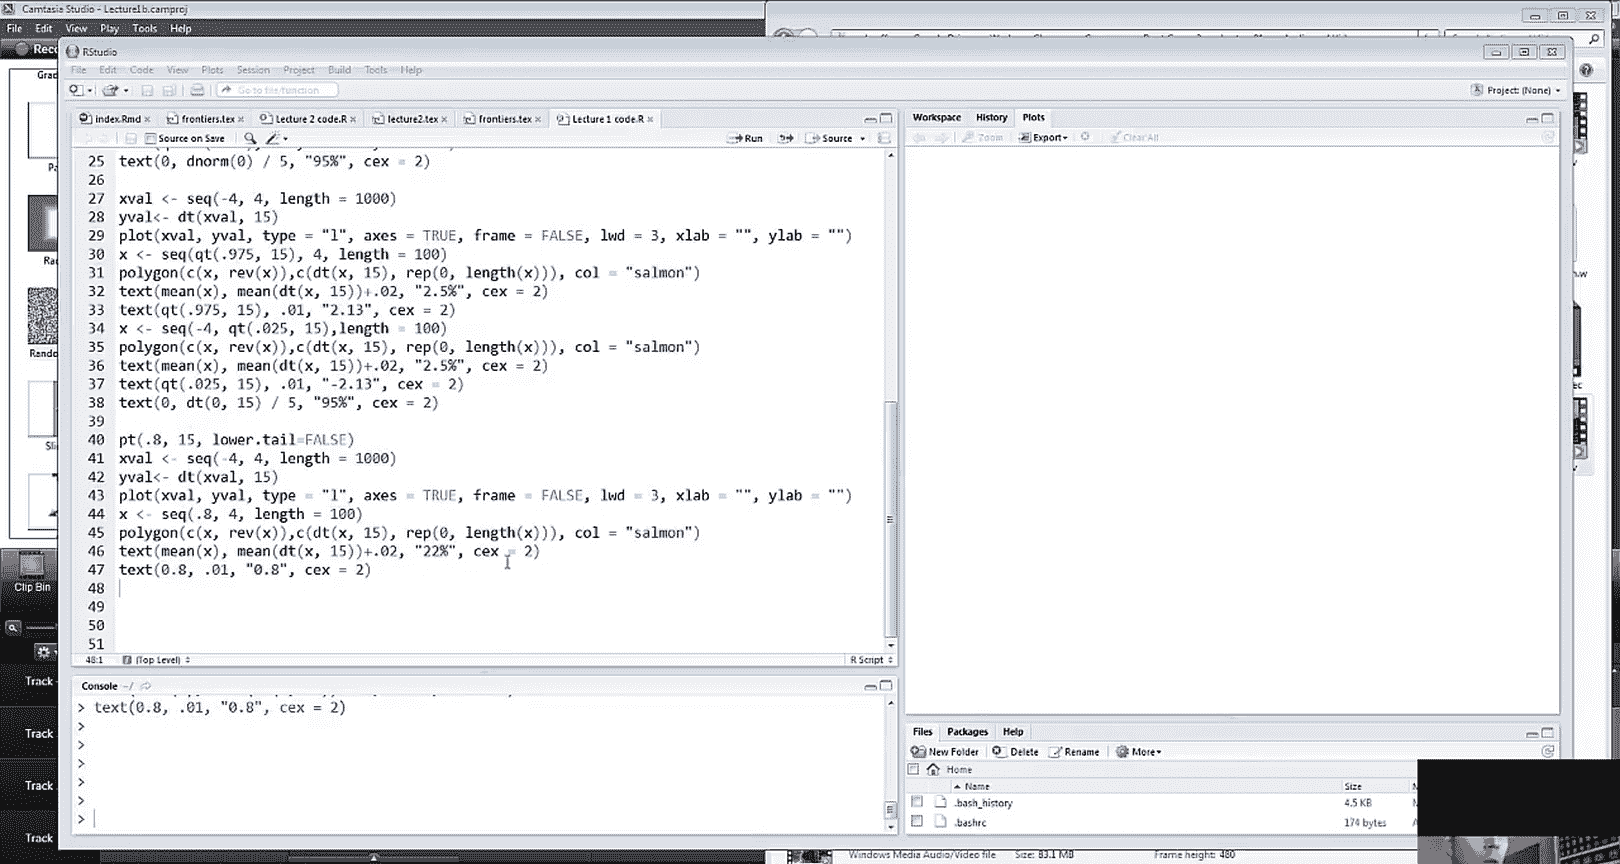 Camtasia Studio - Lecture1b.camproj
File Edit View Play Tools Help
RStudio
File Edit Code View Plots Session Project Build Tools Help
Go to file/function
Project: (None)
index.Rmd × frontiers.tex × Lecture 2 code.R × lecture2.tex × frontiers.tex × Lecture 1 code.R ×
Source on Save Run Source
25 text(0, dnorm(0) / 5, "95%", cex = 2)
26
27 xval <- seq(-4, 4, length = 1000)
28 yval<- dt(xval, 15)
29 plot(xval, yval, type = "l", axes = TRUE, frame = FALSE, lwd = 3, xlab = "", ylab = "")
30 x <- seq(qt(.975, 15), 4, length = 100)
31 polygon(c(x, rev(x)),c(dt(x, 15), rep(0, length(x))), col = "salmon")
32 text(mean(x), mean(dt(x, 15))+.02, "2.5%", cex = 2)
33 text(qt(.975, 15), .01, "2.13", cex = 2)
34 x <- seq(-4, qt(.025, 15),length = 100)
35 polygon(c(x, rev(x)),c(dt(x, 15), rep(0, length(x))), col = "salmon")
36 text(mean(x), mean(dt(x, 15))+.02, "2.5%", cex = 2)
37 text(qt(.025, 15), .01, "-2.13", cex = 2)
38 text(0, dt(0, 15) / 5, "95%", cex = 2)
39
40 pt(.8, 15, lower.tail=FALSE)
41 xval <- seq(-4, 4, length = 1000)
42 yval<- dt(xval, 15)
43 plot(xval, yval, type = "l", axes = TRUE, frame = FALSE, lwd = 3, xlab = "", ylab = "")
44 x <- seq(.8, 4, length = 100)
45 polygon(c(x, rev(x)),c(dt(x, 15), rep(0, length(x))), col = "salmon")
46 text(mean(x), mean(dt(x, 15))+.02, "22%", cex = 2)
47 text(0.8, .01, "0.8", cex = 2)
48
49
50
51
48:1 (Top Level) R Script
Console ~/
> text(0.8, .01, "0.8", cex = 2)
>
>
>
>
>
>
Workspace History Plots
Zoom Export Clear All
Files Packages Help
New Folder Delete Rename More
Home
Name Size
.bash_history 4.5 KB
.bashrc 174 bytes
Clip Bin
Track
Track
Track
Track
Windows Media Audio/Video file Size: 83.1 MB Frame height: 480